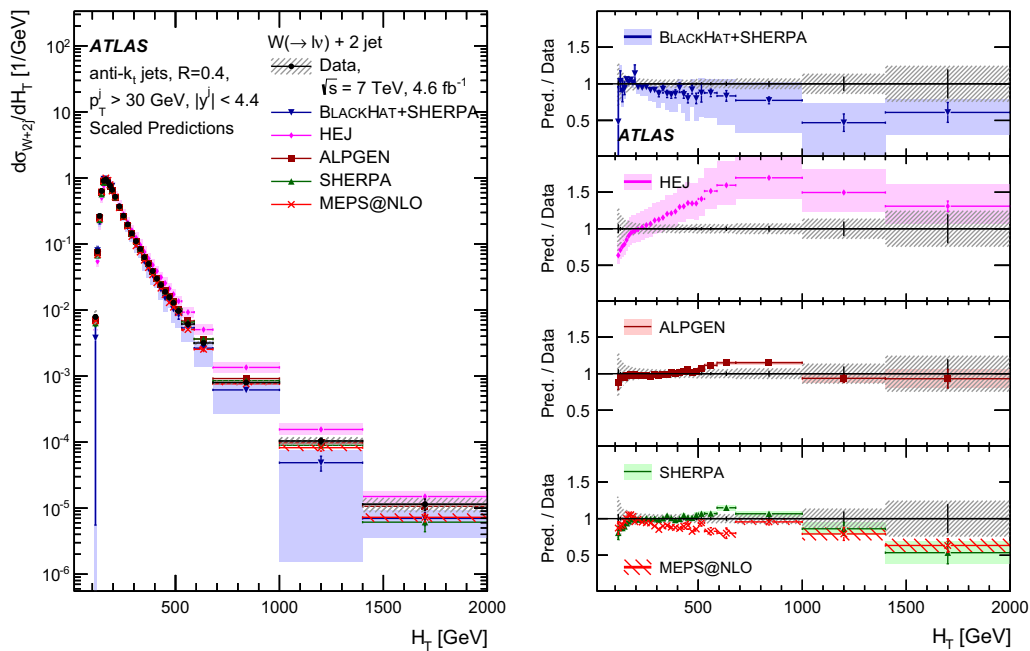 dσ_{W+2j}/dH_T [1/GeV]
10²
10
1
10⁻¹
10⁻²
10⁻³
10⁻⁴
10⁻⁵
10⁻⁶
ATLAS
anti-k_t jets, R=0.4,
p_T^j > 30 GeV, |y^j| < 4.4
Scaled Predictions
W(→ lν) + 2 jet
Data,
√s = 7 TeV, 4.6 fb⁻¹
BLACKHAT+SHERPA
HEJ
ALPGEN
SHERPA
MEPS@NLO
500 1000 1500 2000
H_T [GeV]
Pred. / Data
1.5
1
0.5
BLACKHAT+SHERPA
ATLAS
Pred. / Data
1.5
1
0.5
HEJ
Pred. / Data
1.5
1
0.5
ALPGEN
Pred. / Data
1.5
1
0.5
SHERPA
MEPS@NLO
0 500 1000 1500 2000
H_T [GeV]